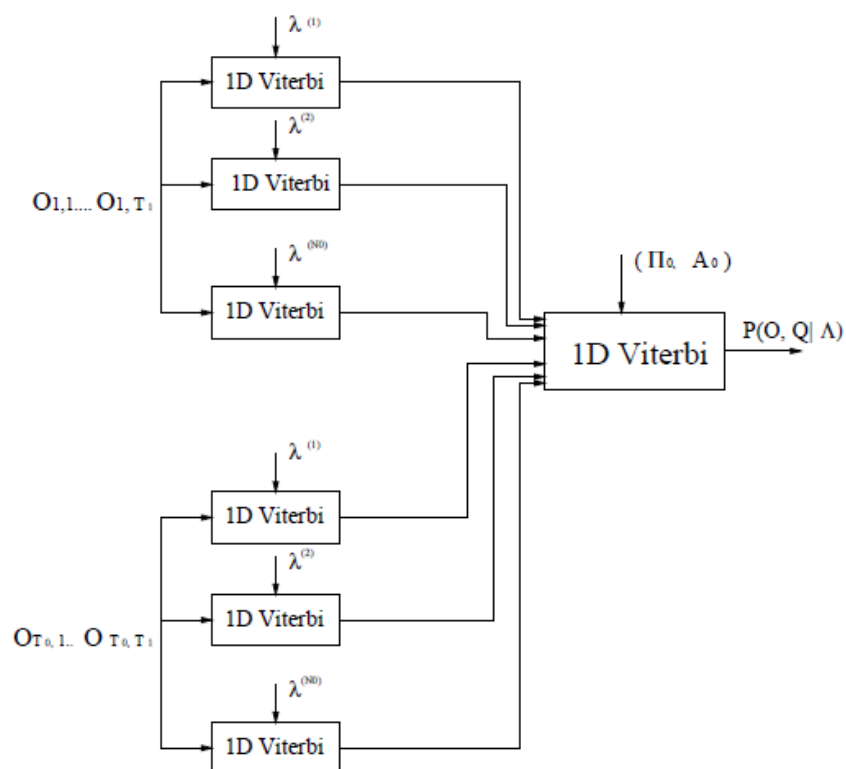 λ (1)
1D Viterbi
λ(2)
1D Viterbi
O1,1.... O1, T 1
λ (N0)
1D Viterbi
( Π0, A0 )
1D Viterbi
P(O, Q| Λ)
λ (1)
1D Viterbi
λ(2)
1D Viterbi
OT0, 1.. O T0, T1
λ(N0)
1D Viterbi